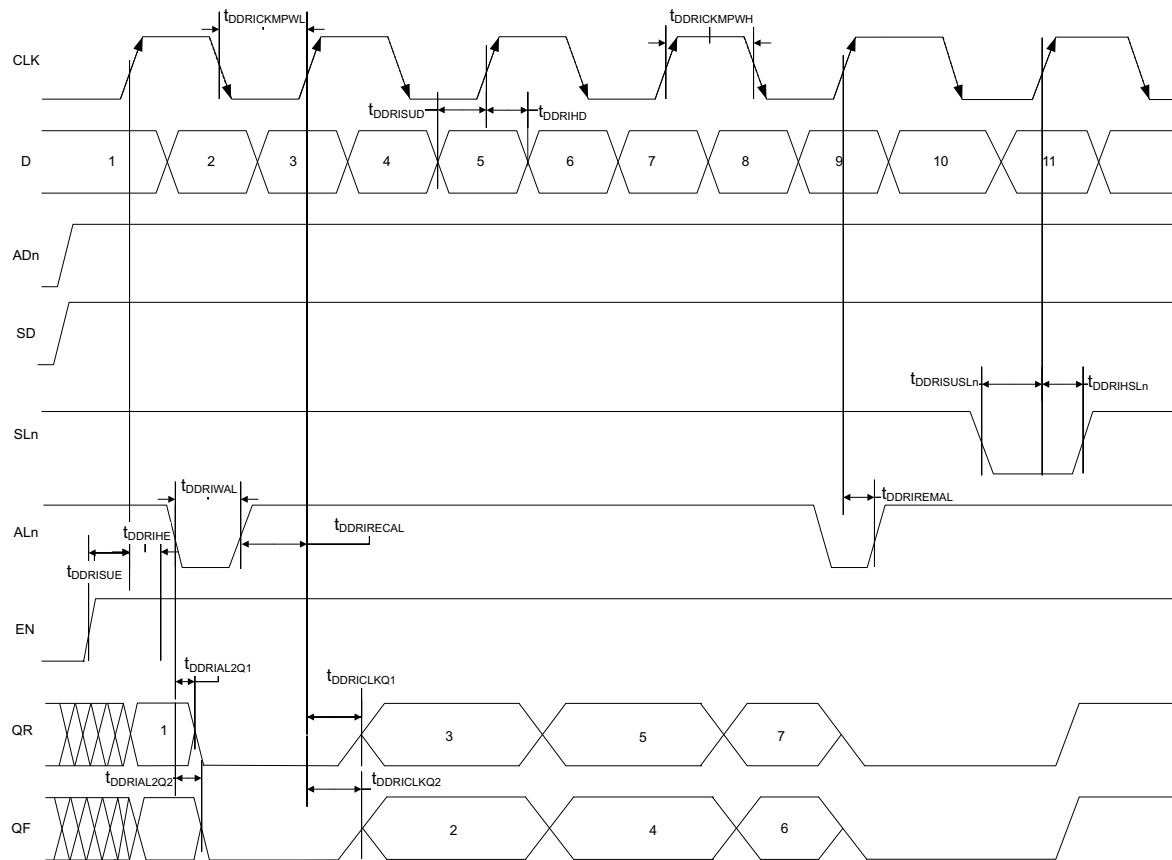 tDDRICKMPWL
tDDRICKMPWH
CLK
tDDRISUD
tDDRIHD
D
1 2 3 4 5 6 7 8 9 10 11
ADn
SD
tDDRISUSLn
tDDRIHSLn
SLn
tDDRIWAL
tDDRIREMAL
ALn
tDDRIHE
tDDRIRECAL
tDDRISUE
EN
tDDRIAL2Q1
tDDRICLKQ1
QR
1 3 5 7
tDDRIAL2Q2
tDDRICLKQ2
QF
2 4 6